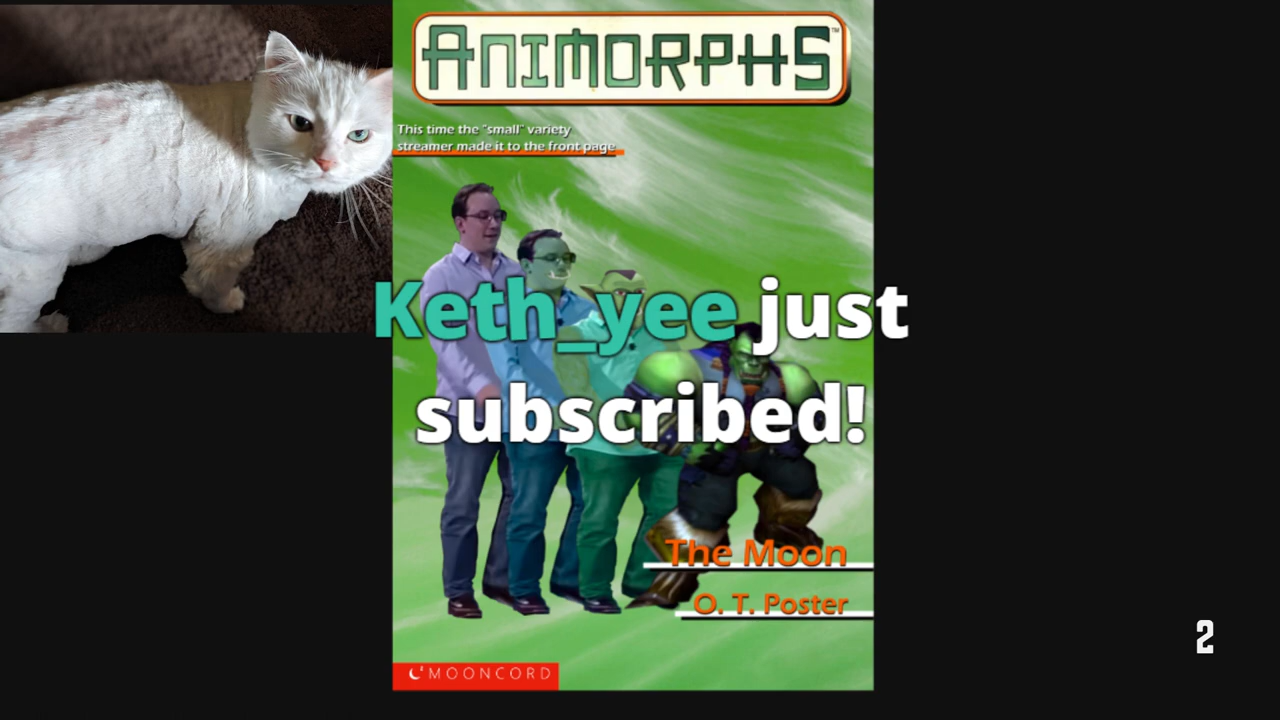 ANIMORPHS™
This time the "small" variety
streamer made it to the front page
Keth_yee just
subscribed!
The Moon
O. T. Poster
MOONCORD
2